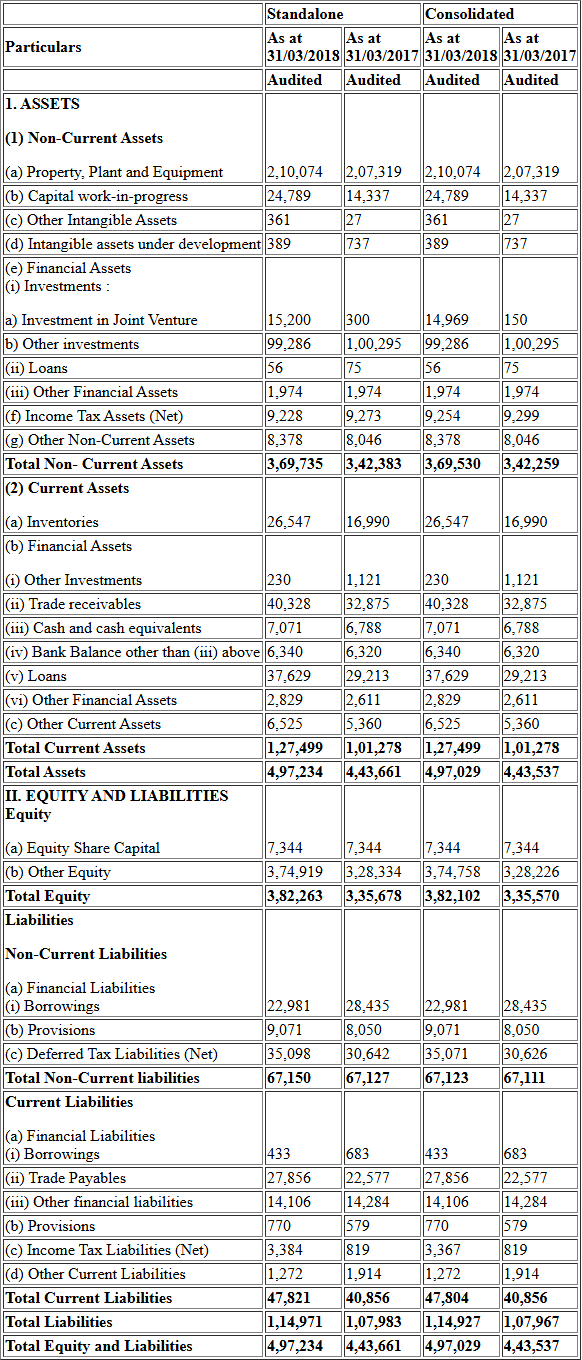 Standalone Consolidated
Particulars As at 31/03/2018 As at 31/03/2017 As at 31/03/2018 As at 31/03/2017
Audited Audited Audited Audited
1. ASSETS
(1) Non-Current Assets
(a) Property, Plant and Equipment 2,10,074 2,07,319 2,10,074 2,07,319
(b) Capital work-in-progress 24,789 14,337 24,789 14,337
(c) Other Intangible Assets 361 27 361 27
(d) Intangible assets under development 389 737 389 737
(e) Financial Assets
(i) Investments :
a) Investment in Joint Venture 15,200 300 14,969 150
b) Other investments 99,286 1,00,295 99,286 1,00,295
(ii) Loans 56 75 56 75
(iii) Other Financial Assets 1,974 1,974 1,974 1,974
(f) Income Tax Assets (Net) 9,228 9,273 9,254 9,299
(g) Other Non-Current Assets 8,378 8,046 8,378 8,046
Total Non- Current Assets 3,69,735 3,42,383 3,69,530 3,42,259
(2) Current Assets
(a) Inventories 26,547 16,990 26,547 16,990
(b) Financial Assets
(i) Other Investments 230 1,121 230 1,121
(ii) Trade receivables 40,328 32,875 40,328 32,875
(iii) Cash and cash equivalents 7,071 6,788 7,071 6,788
(iv) Bank Balance other than (iii) above 6,340 6,320 6,340 6,320
(v) Loans 37,629 29,213 37,629 29,213
(vi) Other Financial Assets 2,829 2,611 2,829 2,611
(c) Other Current Assets 6,525 5,360 6,525 5,360
Total Current Assets 1,27,499 1,01,278 1,27,499 1,01,278
Total Assets 4,97,234 4,43,661 4,97,029 4,43,537
II. EQUITY AND LIABILITIES
Equity
(a) Equity Share Capital 7,344 7,344 7,344 7,344
(b) Other Equity 3,74,919 3,28,334 3,74,758 3,28,226
Total Equity 3,82,263 3,35,678 3,82,102 3,35,570
Liabilities
Non-Current Liabilities
(a) Financial Liabilities
(i) Borrowings 22,981 28,435 22,981 28,435
(b) Provisions 9,071 8,050 9,071 8,050
(c) Deferred Tax Liabilities (Net) 35,098 30,642 35,071 30,626
Total Non-Current liabilities 67,150 67,127 67,123 67,111
Current Liabilities
(a) Financial Liabilities
(i) Borrowings 433 683 433 683
(ii) Trade Payables 27,856 22,577 27,856 22,577
(iii) Other financial liabilities 14,106 14,284 14,106 14,284
(b) Provisions 770 579 770 579
(c) Income Tax Liabilities (Net) 3,384 819 3,367 819
(d) Other Current Liabilities 1,272 1,914 1,272 1,914
Total Current Liabilities 47,821 40,856 47,804 40,856
Total Liabilities 1,14,971 1,07,983 1,14,927 1,07,967
Total Equity and Liabilities 4,97,234 4,43,661 4,97,029 4,43,537